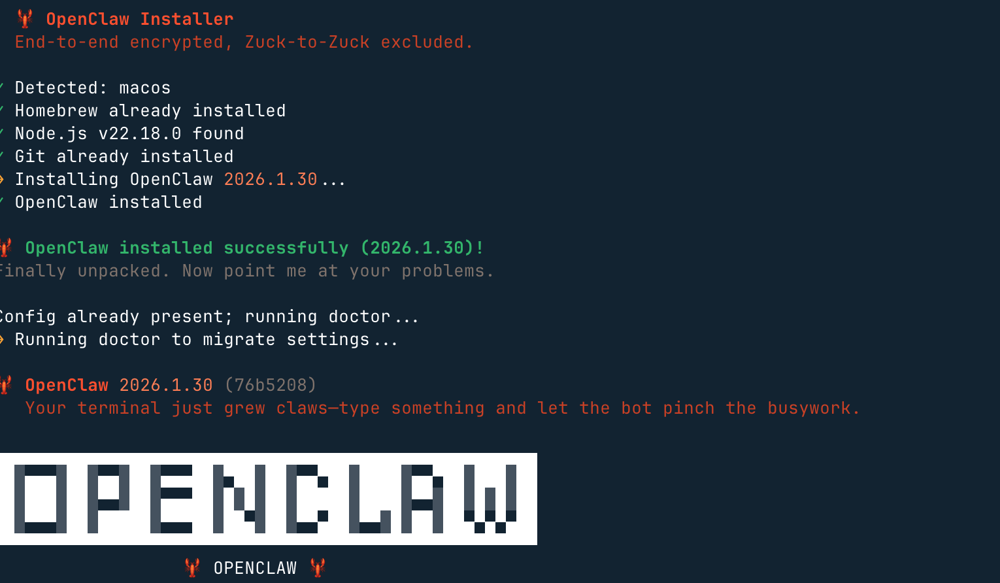 🦞 OpenClaw Installer
End-to-end encrypted, Zuck-to-Zuck excluded.
✓ Detected: macos
✓ Homebrew already installed
✓ Node.js v22.18.0 found
✓ Git already installed
→ Installing OpenClaw 2026.1.30...
✓ OpenClaw installed
🦞 OpenClaw installed successfully (2026.1.30)!
Finally unpacked. Now point me at your problems.
Config already present; running doctor...
→ Running doctor to migrate settings...
🦞 OpenClaw 2026.1.30 (76b5208)
Your terminal just grew claws—type something and let the bot pinch the busywork.
OPENCLAW
🦞 OPENCLAW 🦞